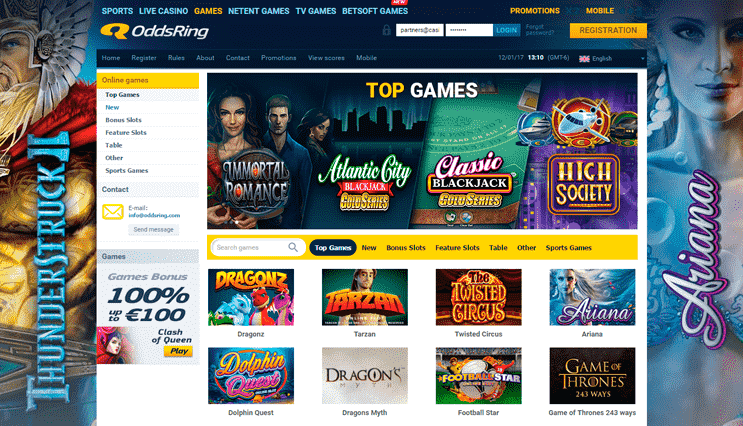 NEW
SPORTS LIVE CASINO GAMES NETENT GAMES TV GAMES BETSOFT GAMES PROMOTIONS MOBILE
OddsRing
partners@cas
LOGIN
Forgot
password?
REGISTRATION
Home Register Rules About Contact Promotions View scores Mobile 12/01/17 13:10 (GMT6) English
Online games
Top Games
New
Bonus Slots
Feature Slots
Table
Other
Sports Games
Contact
E-mail:
info@oddsring.com
Send message
Games
Games Bonus
100%
up to €100
Clash
of Queen
Play
TOP GAMES
IMMORTAL
ROMANCE
Atlantic City
BLACKJACK
GOLD SERIES
Classic
BLACKJACK
GOLD SERIES
HIGH
SOCIETY
Search games
Top Games New Bonus Slots Feature Slots Table Other Sports Games
DRAGONZ
TARZAN
The
TWISTED
CIRCUS
Ariana
Dragonz Tarzan Twisted Circus Ariana
Dolphin
Quest
DRAGON'S
MYTH
FOOTBALL STAR
GAME OF
THRONES
243 WAYS
Dolphin Quest Dragons Myth Football Star Game of Thrones 243 ways
THUNDERSTRUCK II
Ariana